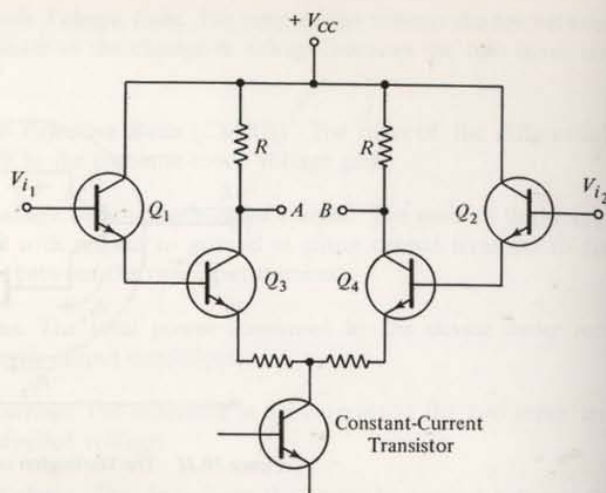 + V_CC
R
R
V_i1
Q1
A
B
Q2
V_i2
Q3
Q4
Constant-Current
Transistor